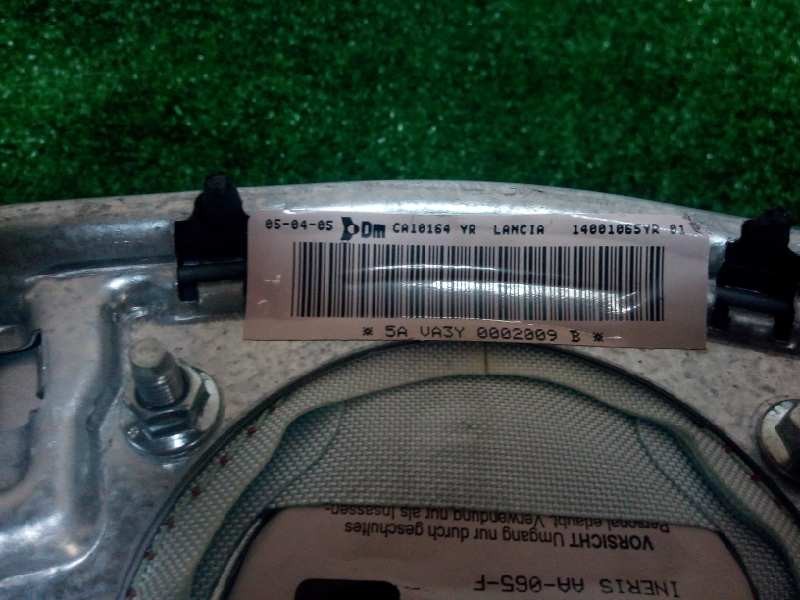 05-04-05 Dm CA10164 YR LANCIA 14001065YR 01
* 5A VA3Y 0002009 B *
VORSICHT Umgang nur durch geschultes
Personal erlaubt. Verwendung nur als Insassen-
INERIS AA-065-F